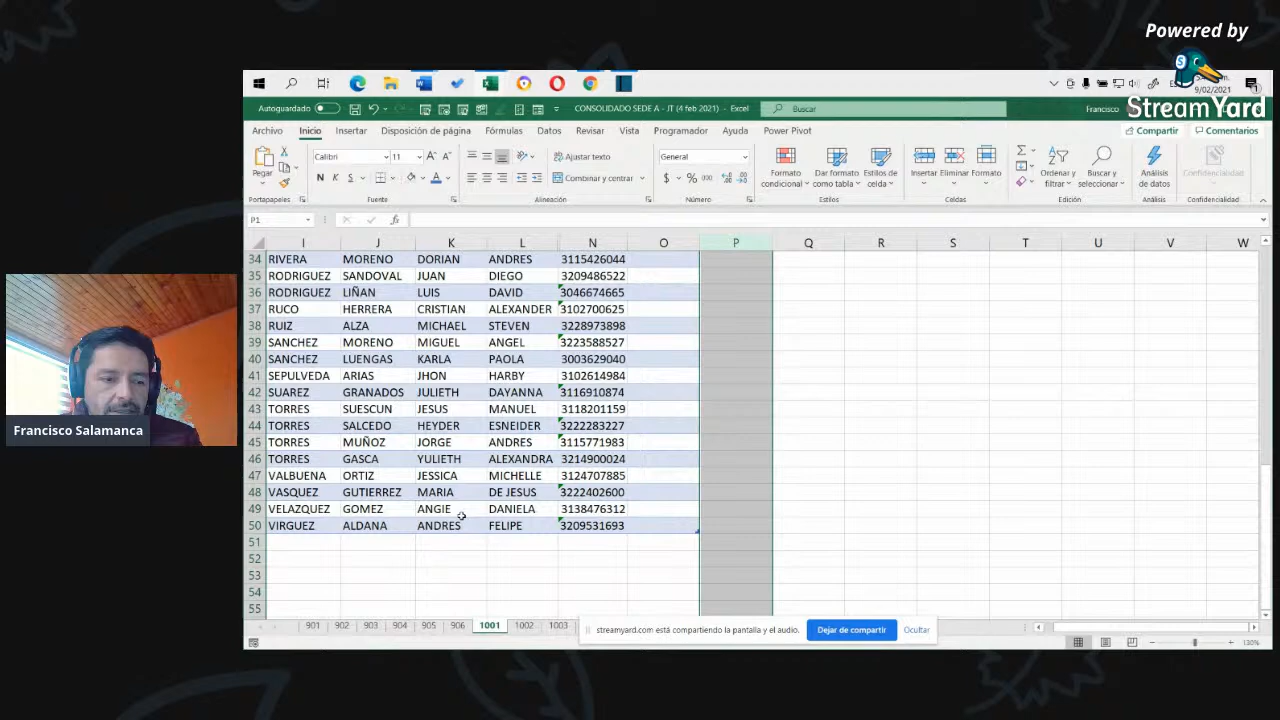 Powered by
StreamYard
9/02/2021
Autoguardado
CONSOLIDADO SEDE A - JT (4 feb 2021) - Excel
Buscar
Francisco
Archivo Inicio Insertar Disposición de página Fórmulas Datos Revisar Vista Programador Ayuda Power Pivot
Compartir Comentarios
Pegar
Calibri 11
N K S
Ajustar texto
Combinar y centrar
General
$ % 000
Formato condicional
Dar formato como tabla
Estilos de celda
Insertar Eliminar Formato
Ordenar y filtrar
Buscar y seleccionar
Análisis de datos
Confidencialidad
Portapapeles Fuente Alineación Número Estilos Celdas Edición Análisis Confidencialidad
P1 fx
I J K L N O P Q R S T U V W
34 RIVERA MORENO DORIAN ANDRES 3115426044
35 RODRIGUEZ SANDOVAL JUAN DIEGO 3209486522
36 RODRIGUEZ LIÑAN LUIS DAVID 3046674665
37 RUCO HERRERA CRISTIAN ALEXANDER 3102700625
38 RUIZ ALZA MICHAEL STEVEN 3228973898
39 SANCHEZ MORENO MIGUEL ANGEL 3223588527
40 SANCHEZ LUENGAS KARLA PAOLA 3003629040
41 SEPULVEDA ARIAS JHON HARBY 3102614984
42 SUAREZ GRANADOS JULIETH DAYANNA 3116910874
43 TORRES SUESCUN JESUS MANUEL 3118201159
44 TORRES SALCEDO HEYDER ESNEIDER 3222283227
45 TORRES MUÑOZ JORGE ANDRES 3115771983
46 TORRES GASCA YULIETH ALEXANDRA 3214900024
47 VALBUENA ORTIZ JESSICA MICHELLE 3124707885
48 VASQUEZ GUTIERREZ MARIA DE JESUS 3222402600
49 VELAZQUEZ GOMEZ ANGIE DANIELA 3138476312
50 VIRGUEZ ALDANA ANDRES FELIPE 3209531693
51
52
53
54
55
901 902 903 904 905 906 1001 1002 1003
streamyard.com está compartiendo la pantalla y el audio.
Dejar de compartir
Ocultar
130%
Francisco Salamanca